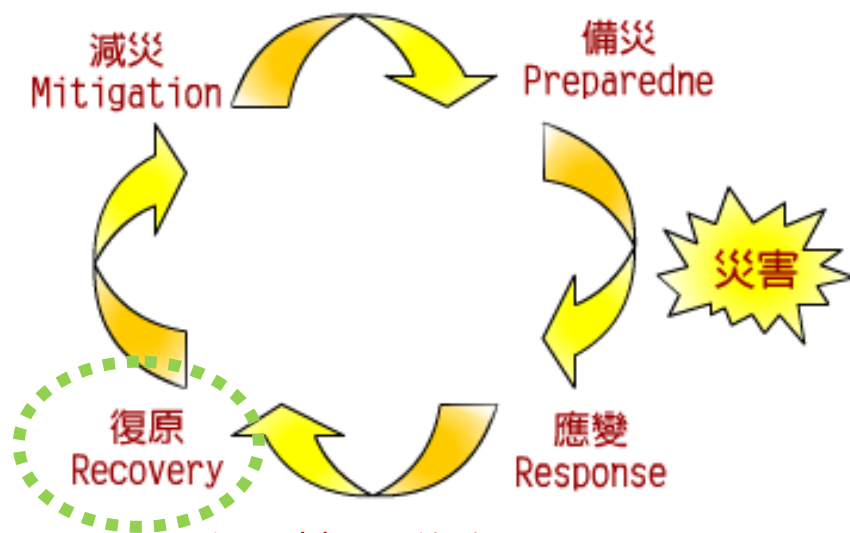 減災
Mitigation
備災
Preparedne
災害
復原
Recovery
應變
Response